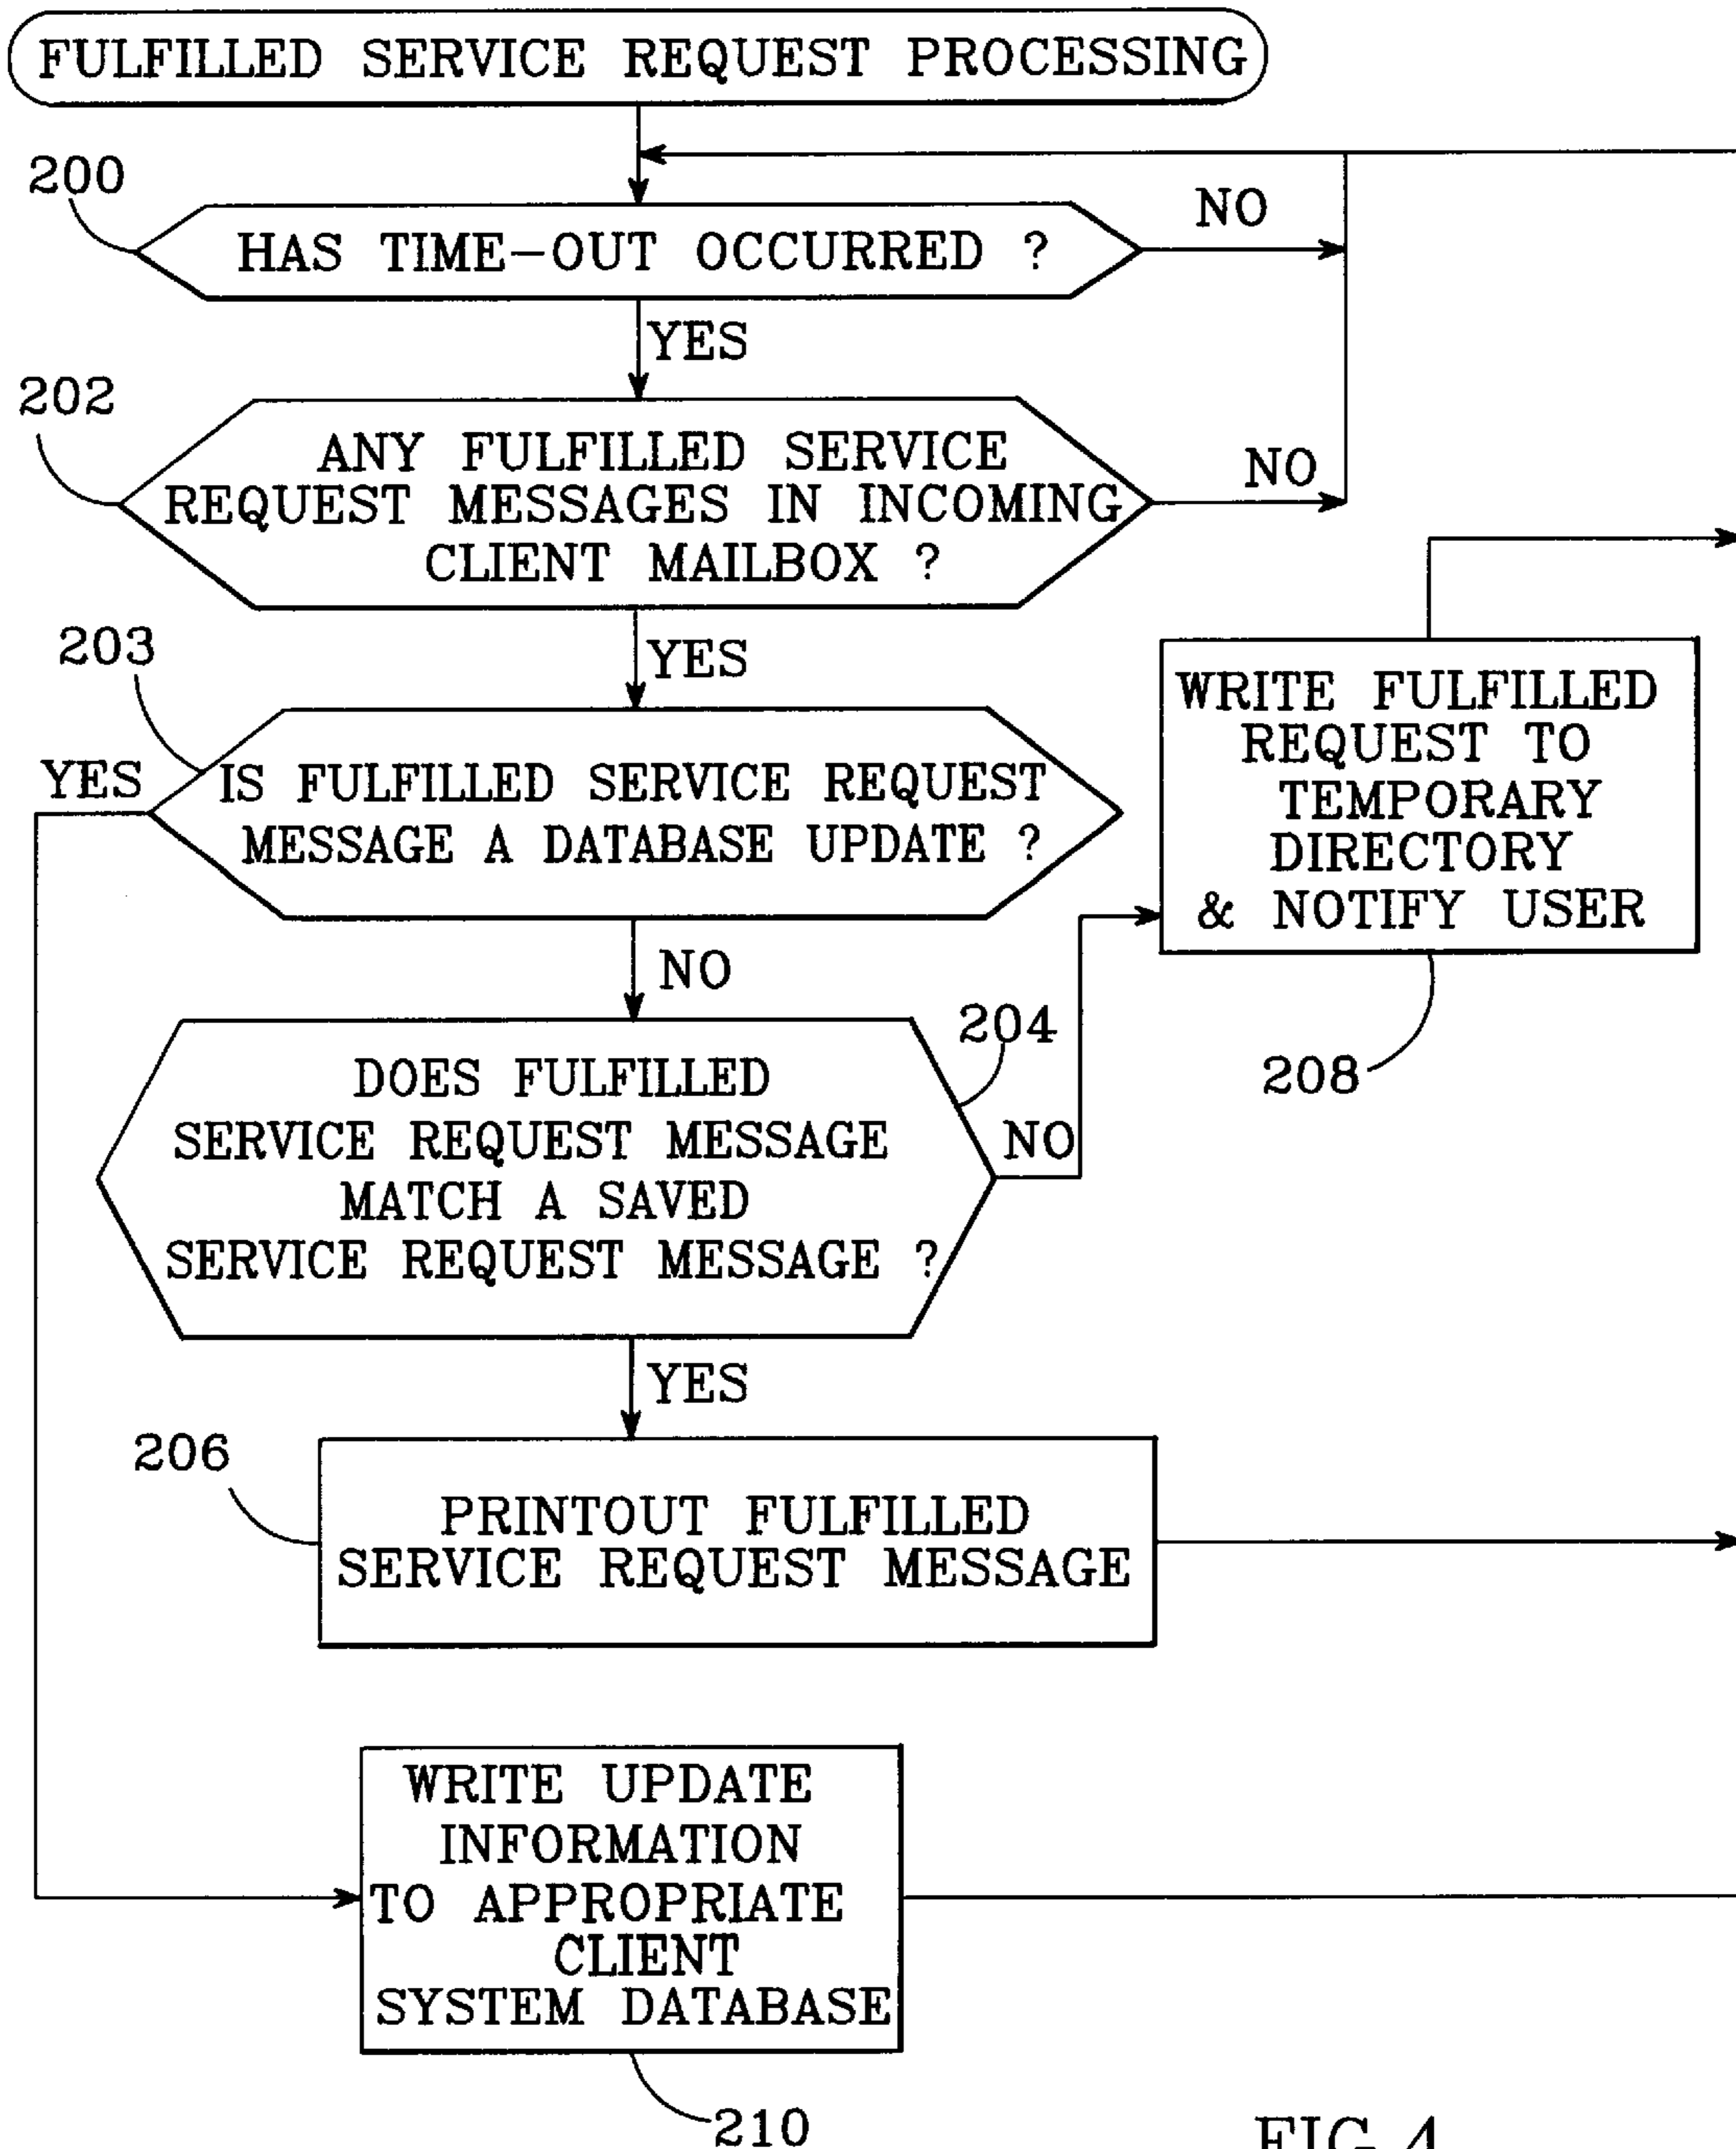 FULFILLED SERVICE REQUEST PROCESSING
200
HAS TIME-OUT OCCURRED ?
NO
YES
202
ANY FULFILLED SERVICE
REQUEST MESSAGES IN INCOMING
CLIENT MAILBOX ?
NO
YES
203
YES
IS FULFILLED SERVICE REQUEST
MESSAGE A DATABASE UPDATE ?
WRITE FULFILLED
REQUEST TO
TEMPORARY
DIRECTORY
& NOTIFY USER
208
NO
204
DOES FULFILLED
SERVICE REQUEST MESSAGE
MATCH A SAVED
SERVICE REQUEST MESSAGE ?
NO
YES
206
PRINTOUT FULFILLED
SERVICE REQUEST MESSAGE
WRITE UPDATE
INFORMATION
TO APPROPRIATE
CLIENT
SYSTEM DATABASE
210
FIG.4